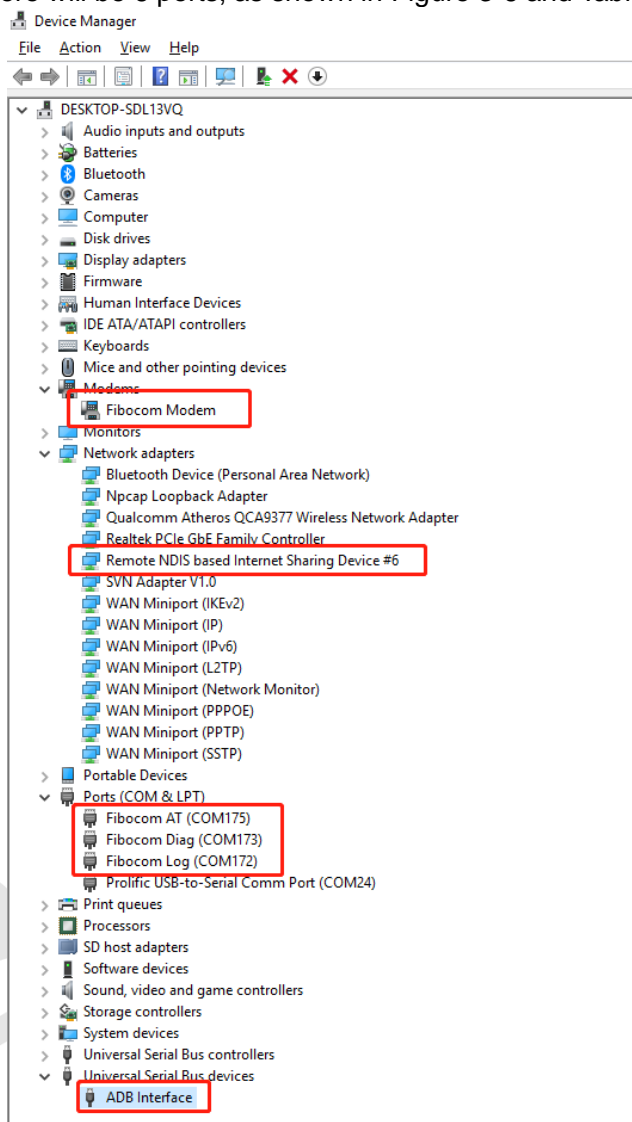 Device Manager
File Action View Help
DESKTOP-SDL13VQ
Audio inputs and outputs
Batteries
Bluetooth
Cameras
Computer
Disk drives
Display adapters
Firmware
Human Interface Devices
IDE ATA/ATAPI controllers
Keyboards
Mice and other pointing devices
Modems
Fibocom Modem
Monitors
Network adapters
Bluetooth Device (Personal Area Network)
Npcap Loopback Adapter
Qualcomm Atheros QCA9377 Wireless Network Adapter
Realtek PCIe GbE Family Controller
Remote NDIS based Internet Sharing Device #6
SVN Adapter V1.0
WAN Miniport (IKEv2)
WAN Miniport (IP)
WAN Miniport (IPv6)
WAN Miniport (L2TP)
WAN Miniport (Network Monitor)
WAN Miniport (PPPOE)
WAN Miniport (PPTP)
WAN Miniport (SSTP)
Portable Devices
Ports (COM & LPT)
Fibocom AT (COM175)
Fibocom Diag (COM173)
Fibocom Log (COM172)
Prolific USB-to-Serial Comm Port (COM24)
Print queues
Processors
SD host adapters
Software devices
Sound, video and game controllers
Storage controllers
System devices
Universal Serial Bus controllers
Universal Serial Bus devices
ADB Interface